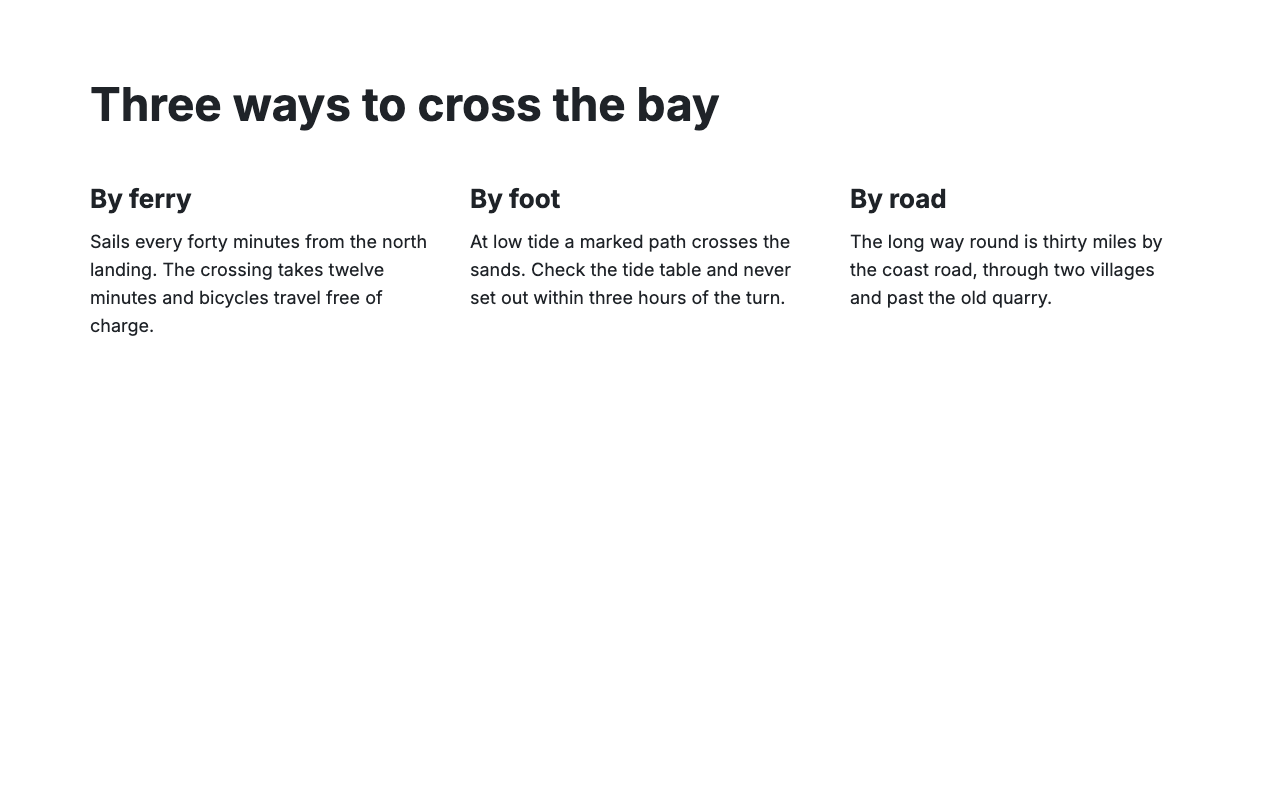 Three ways to cross the bay
By ferry
Sails every forty minutes from the north
landing. The crossing takes twelve
minutes and bicycles travel free of
charge.
By foot
At low tide a marked path crosses the
sands. Check the tide table and never
set out within three hours of the turn.
By road
The long way round is thirty miles by
the coast road, through two villages
and past the old quarry.